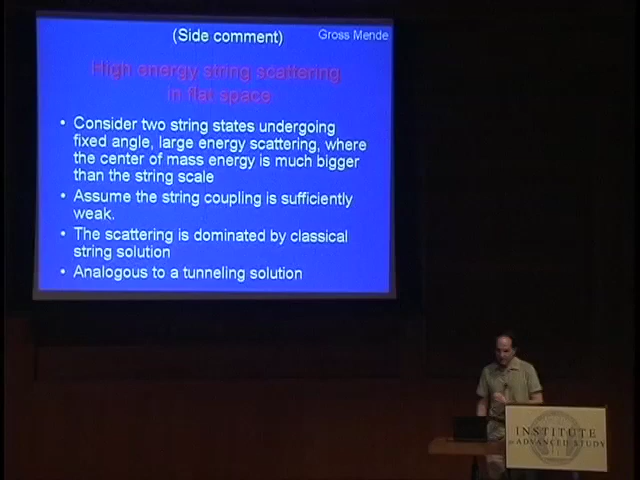 (Side comment)
Gross Mende
High energy string scattering
in flat space
• Consider two string states undergoing
fixed angle, large energy scattering, where
the center of mass energy is much bigger
than the string scale
• Assume the string coupling is sufficiently
weak.
• The scattering is dominated by classical
string solution
• Analogous to a tunneling solution
INSTITUTE
for ADVANCED STUDY